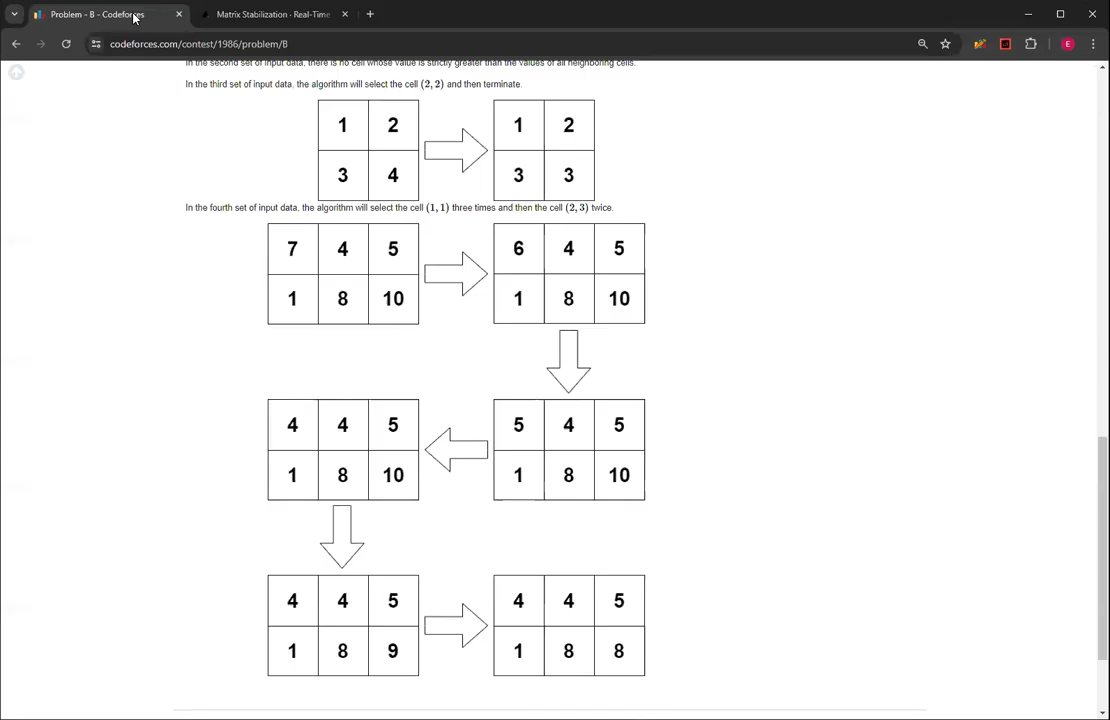 Problem - B - Codeforces
Matrix Stabilization · Real-Time
codeforces.com/contest/1986/problem/B
E
In the second set of input data, there is no cell whose value is strictly greater than the values of all neighboring cells.
In the third set of input data, the algorithm will select the cell (2, 2) and then terminate.
1 2 1 2
3 4 3 3
In the fourth set of input data, the algorithm will select the cell (1, 1) three times and then the cell (2, 3) twice.
7 4 5 6 4 5
1 8 10 1 8 10
4 4 5 5 4 5
1 8 10 1 8 10
4 4 5 4 4 5
1 8 9 1 8 8